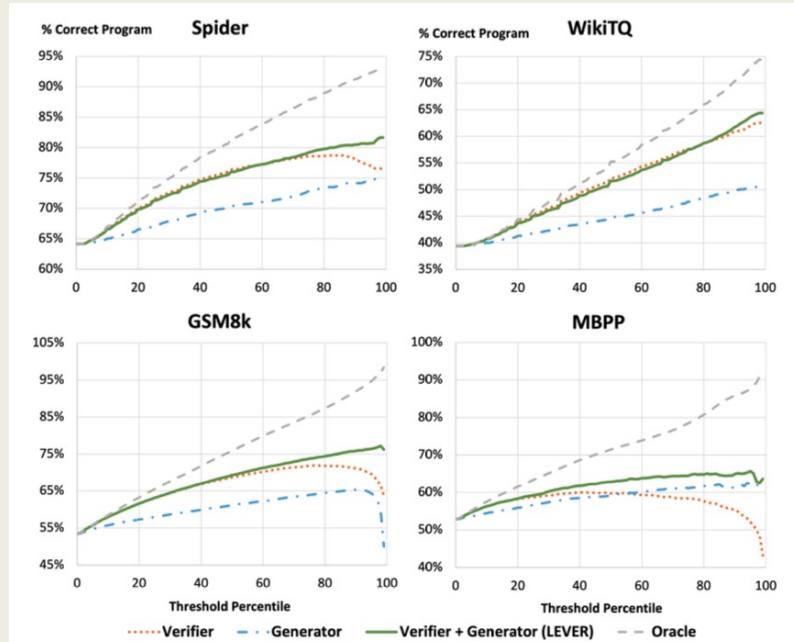 % Correct Program Spider
95%
90%
85%
80%
75%
70%
65%
60%
0 20 40 60 80 100
% Correct Program WikiTQ
75%
70%
65%
60%
55%
50%
45%
40%
35%
0 20 40 60 80 100
GSM8k
105%
95%
85%
75%
65%
55%
45%
0 20 40 60 80 100
Threshold Percentile
MBPP
100%
90%
80%
70%
60%
50%
40%
0 20 40 60 80 100
Threshold Percentile
Verifier Generator Verifier + Generator (LEVER) Oracle